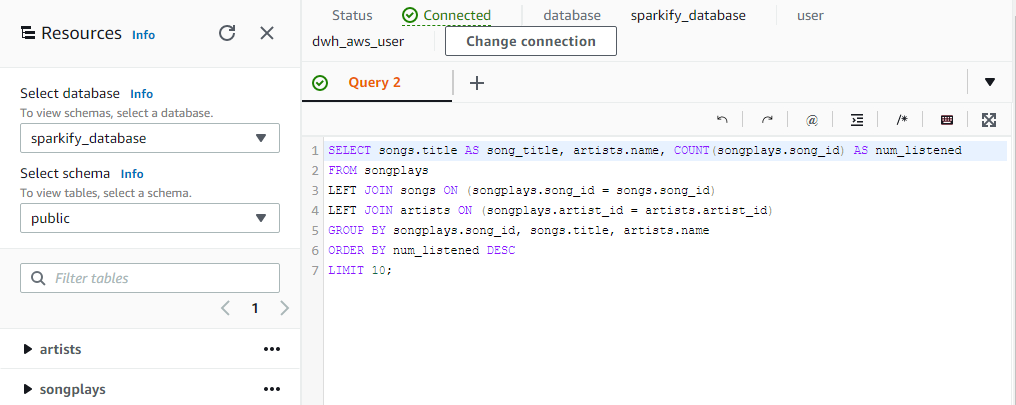 Resources Info
Select database Info
To view schemas, select a database.
sparkify_database
Select schema Info
To view tables, select a schema.
public
Filter tables
1
artists
songplays
Status Connected database sparkify_database user
dwh_aws_user Change connection
Query 2
@ /*
1 SELECT songs.title AS song_title, artists.name, COUNT(songplays.song_id) AS num_listened
2 FROM songplays
3 LEFT JOIN songs ON (songplays.song_id = songs.song_id)
4 LEFT JOIN artists ON (songplays.artist_id = artists.artist_id)
5 GROUP BY songplays.song_id, songs.title, artists.name
6 ORDER BY num_listened DESC
7 LIMIT 10;